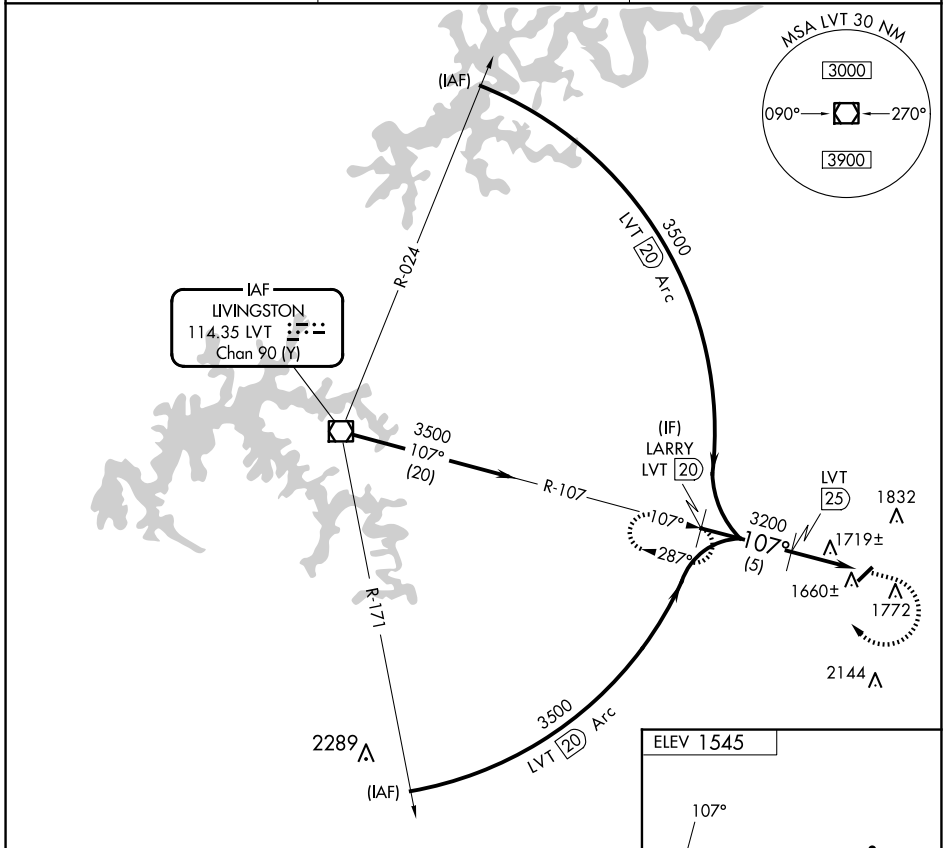 MSA LVT 30 NM
3000
090°
270°
3900
(IAF)
R-024
3500
LVT 20 Arc
IAF
LIVINGSTON
114.35 LVT
Chan 90 (Y)
3500
107°
(20)
R-107
(IF)
LARRY
LVT 20
LVT
25
1832
107°
287°
3200
107°
(5)
1719±
1660±
1772
2144
R-171
3500
LVT 20 Arc
2289
(IAF)
ELEV 1545
107°